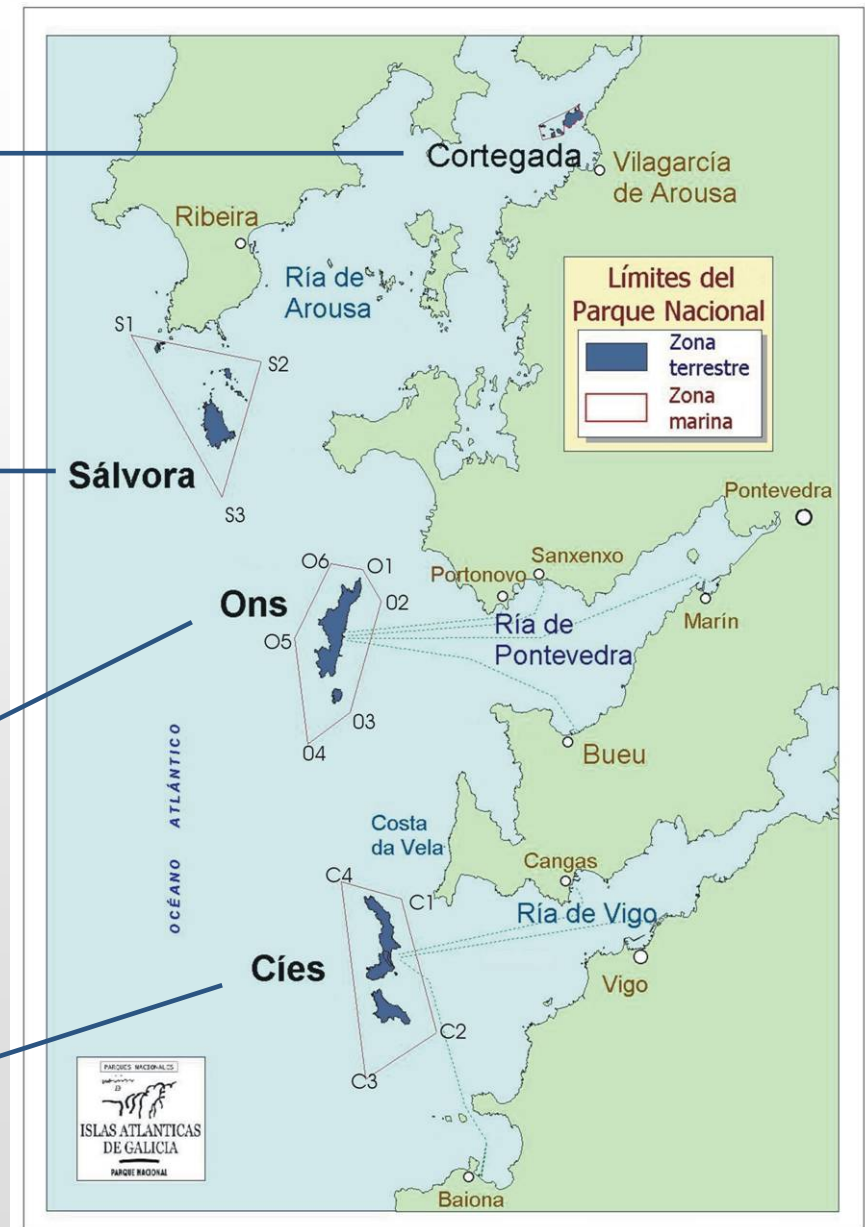 Cortegada
Vilagarcía
de Arousa
Ribeira
Ría de
Arousa
Límites del
Parque Nacional
Zona
terrestre
Zona
marina
S1
S2
Sálvora
S3
Pontevedra
O6
O1
Sanxenxo
Portonovo
02
Ons
Marín
O5
Ría de
Pontevedra
03
04
Bueu
OCÉANO ATLÁNTICO
Costa
da Vela
Cangas
C4
C1
Ría de Vigo
Cíes
Vigo
C2
C3
PARQUES NACIONALES
ISLAS ATLANTICAS
DE GALICIA
PARQUE NACIONAL
Baiona